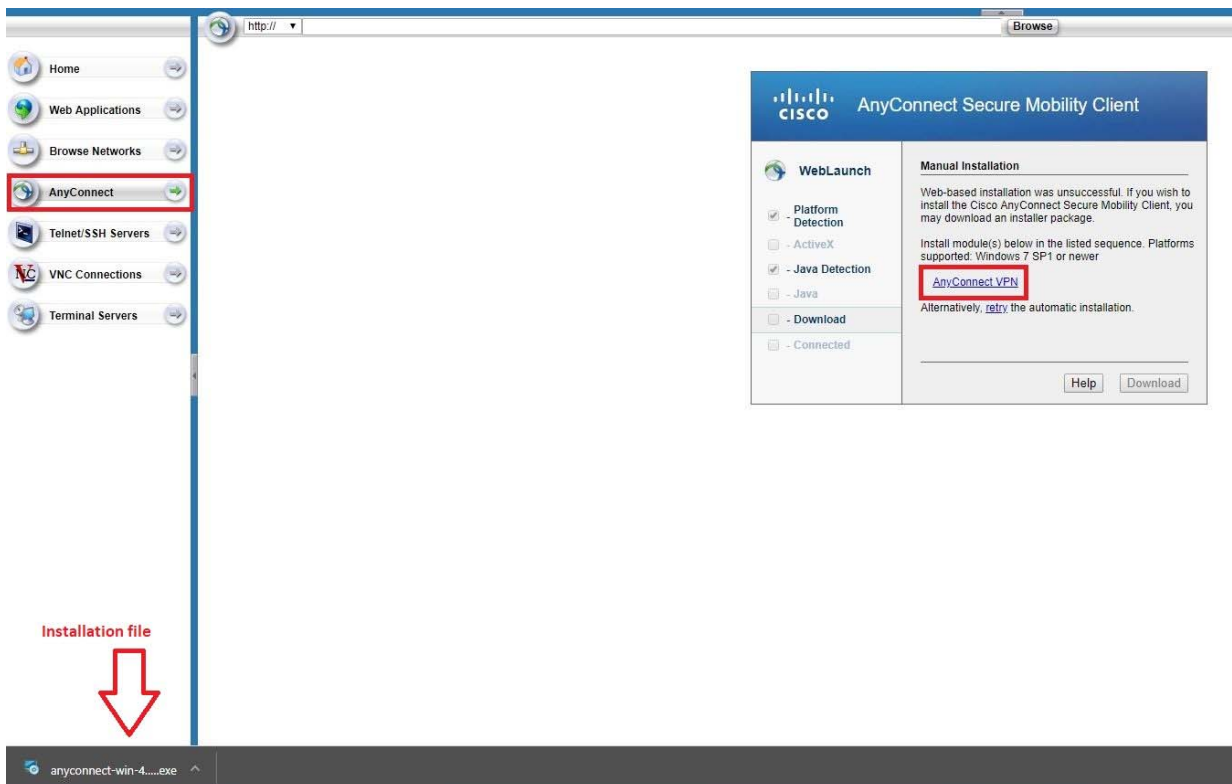 http://
Browse
Home
Web Applications
Browse Networks
AnyConnect
Telnet/SSH Servers
VNC Connections
Terminal Servers
CISCO
AnyConnect Secure Mobility Client
WebLaunch
- Platform
Detection
- ActiveX
- Java Detection
- Java
- Download
- Connected
Manual Installation
Web-based installation was unsuccessful. If you wish to
install the Cisco AnyConnect Secure Mobility Client, you
may download an installer package.
Install module(s) below in the listed sequence. Platforms
supported: Windows 7 SP1 or newer
AnyConnect VPN
Alternatively, retry the automatic installation.
Help
Download
Installation file
anyconnect-win-4.....exe